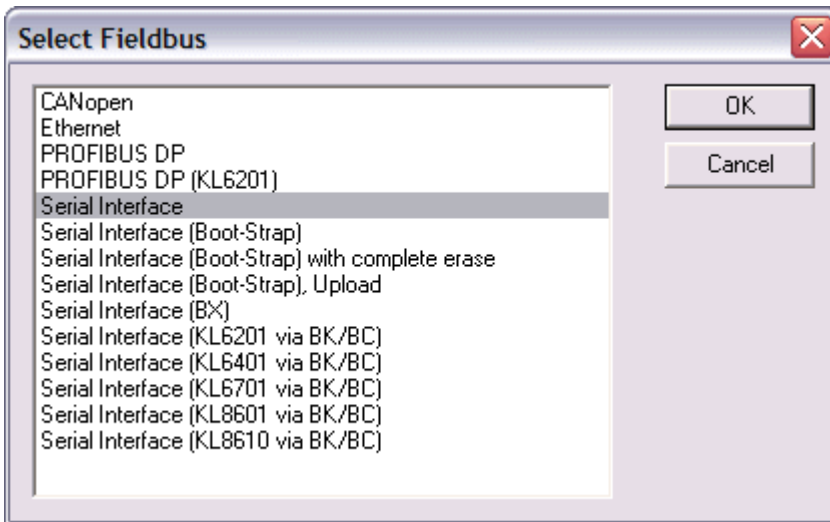 Select Fieldbus
CANopen
Ethernet
PROFIBUS DP
PROFIBUS DP (KL6201)
Serial Interface
Serial Interface (Boot-Strap)
Serial Interface (Boot-Strap) with complete erase
Serial Interface (Boot-Strap), Upload
Serial Interface (BX)
Serial Interface (KL6201 via BK/BC)
Serial Interface (KL6401 via BK/BC)
Serial Interface (KL6701 via BK/BC)
Serial Interface (KL8601 via BK/BC)
Serial Interface (KL8610 via BK/BC)
OK
Cancel